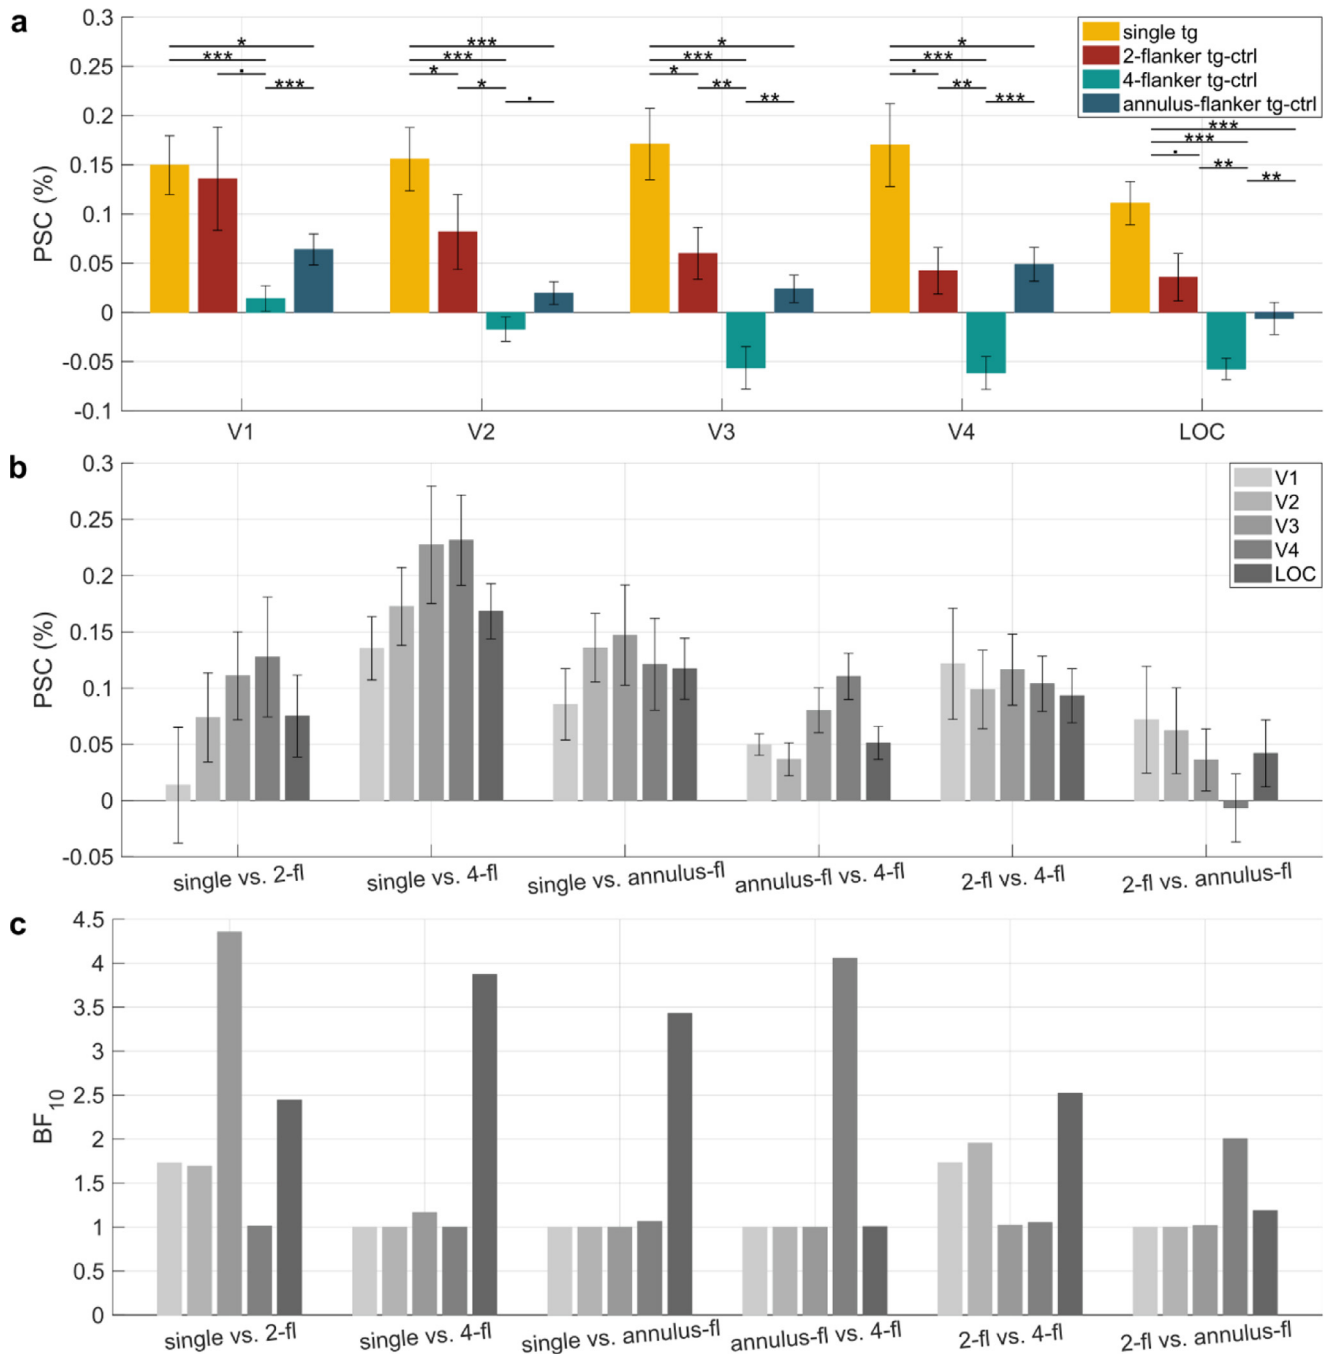 a
0.3
0.25
0.2
0.15
0.1
0.05
0
-0.05
-0.1
PSC (%)
single tg
2-flanker tg-ctrl
4-flanker tg-ctrl
annulus-flanker tg-ctrl
*
***
.
***
***
***
*
*
.
*
***
*
**
**
*
***
.
**
***
***
***
.
**
**
V1 V2 V3 V4 LOC
b
0.3
0.25
0.2
0.15
0.1
0.05
0
-0.05
PSC (%)
V1
V2
V3
V4
LOC
single vs. 2-fl single vs. 4-fl single vs. annulus-fl annulus-fl vs. 4-fl 2-fl vs. 4-fl 2-fl vs. annulus-fl
c
4.5
4
3.5
3
2.5
2
1.5
1
0.5
0
BF10
single vs. 2-fl single vs. 4-fl single vs. annulus-fl annulus-fl vs. 4-fl 2-fl vs. 4-fl 2-fl vs. annulus-fl